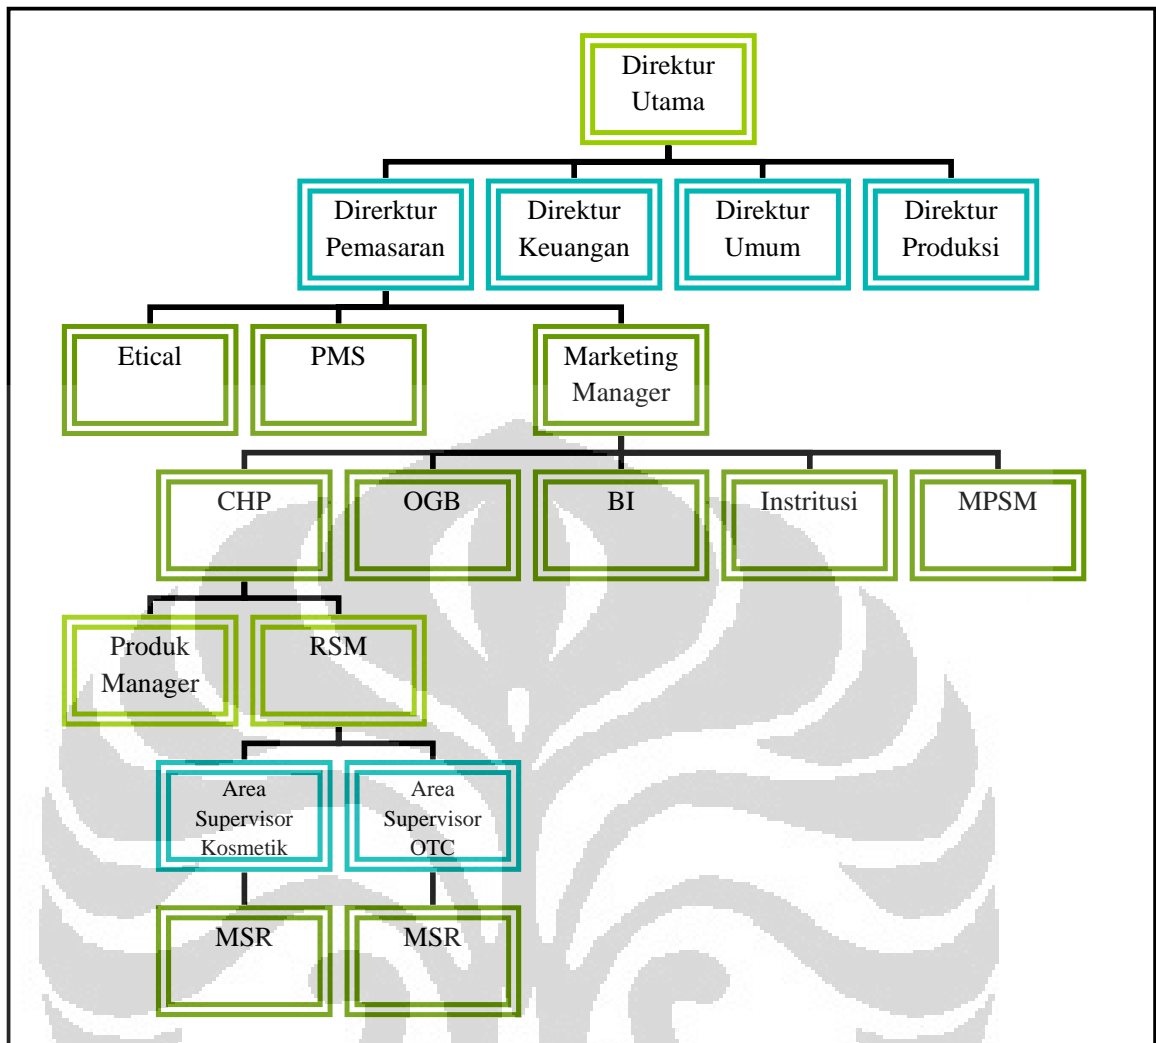 Direktur
Utama
Direrktur
Pemasaran
Direktur
Keuangan
Direktur
Umum
Direktur
Produksi
Etical
PMS
Marketing
Manager
CHP
OGB
BI
Instritusi
MPSM
Produk
Manager
RSM
Area
Supervisor
Kosmetik
Area
Supervisor
OTC
MSR
MSR